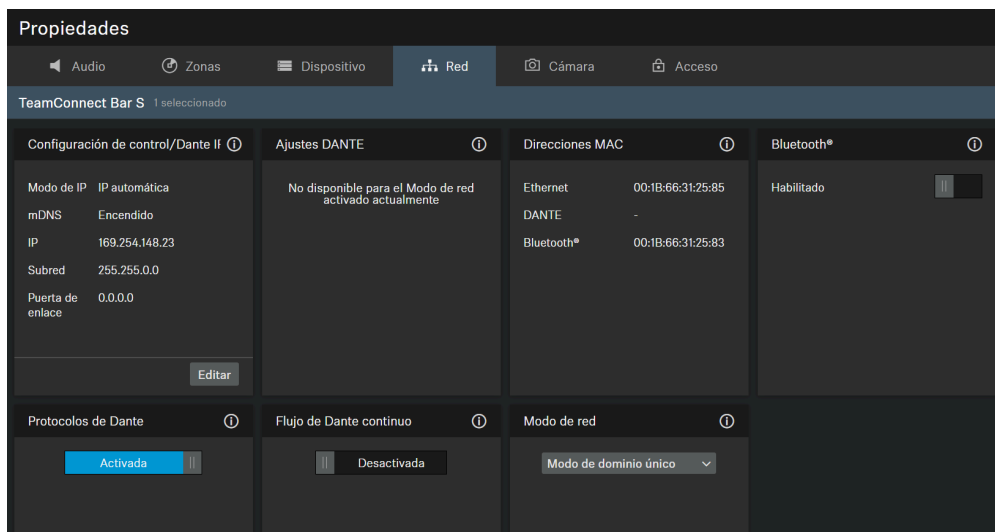 Propiedades
Audio
Zonas
Dispositivo
Red
Cámara
Acceso
TeamConnect Bar S 1 seleccionado
Configuración de control/Dante IF
Modo de IP IP automática
mDNS Encendido
IP 169.254.148.23
Subred 255.255.0.0
Puerta de enlace 0.0.0.0
Editar
Ajustes DANTE
No disponible para el Modo de red
activado actualmente
Direcciones MAC
Ethernet 00:1B:66:31:25:85
DANTE -
Bluetooth® 00:1B:66:31:25:83
Bluetooth®
Habilitado
Protocolos de Dante
Activada
Flujo de Dante continuo
Desactivada
Modo de red
Modo de dominio único